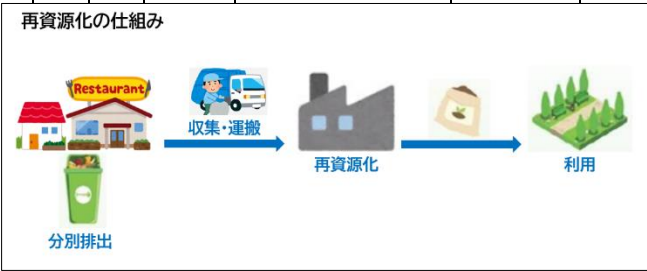 再資源化の仕組み
Restaurant
収集・運搬
再資源化
利用
分別排出